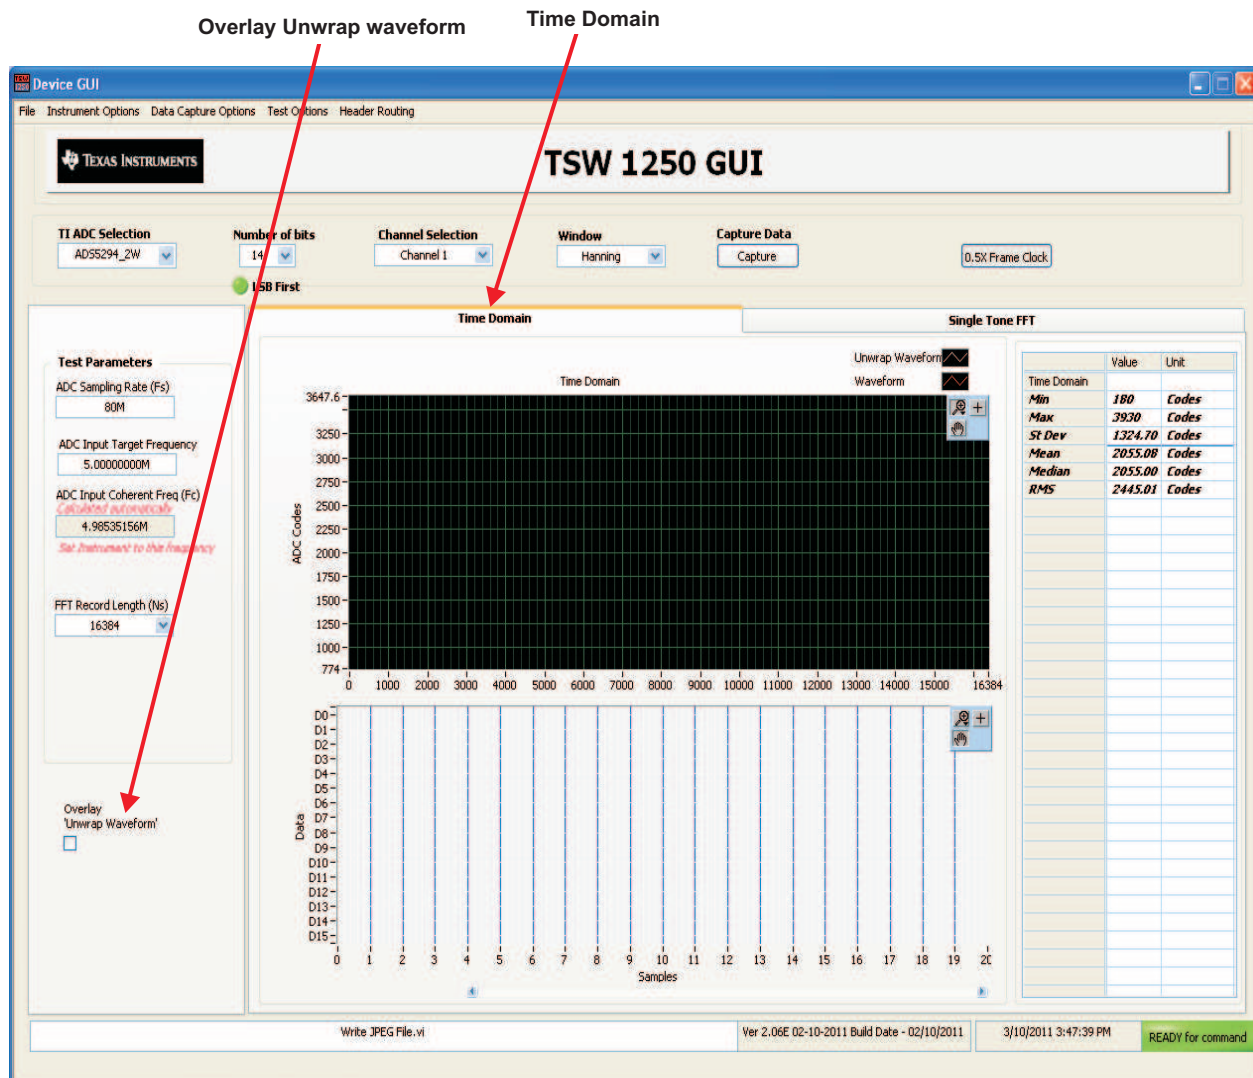 Overlay Unwrap waveform
Time Domain
Device GUI
File Instrument Options Data Capture Options Test Options Header Routing
TEXAS INSTRUMENTS
TSW 1250 GUI
TI ADC Selection
ADS5294_2W
Number of bits
14
LSB First
Channel Selection
Channel 1
Window
Hanning
Capture Data
Capture
0.5X Frame Clock
Time Domain
Single Tone FFT
Test Parameters
ADC Sampling Rate (Fs)
80M
ADC Input Target Frequency
5.00000000M
ADC Input Coherent Freq (Fc)
Calculated automatically
4.98535156M
Set Instrument to this frequency
FFT Record Length (Ns)
16384
Overlay
'Unwrap Waveform'
Unwrap Waveform
Waveform
Time Domain
ADC Codes
3647.6
3250
3000
2750
2500
2250
2000
1750
1500
1250
1000
774
0 1000 2000 3000 4000 5000 6000 7000 8000 9000 10000 11000 12000 13000 14000 15000 16384
Data
D0
D1
D2
D3
D4
D5
D6
D7
D8
D9
D10
D11
D12
D13
D14
D15
0 1 2 3 4 5 6 7 8 9 10 11 12 13 14 15 16 17 18 19 20
Samples
Value Unit
Time Domain
Min 180 Codes
Max 3930 Codes
St Dev 1324.70 Codes
Mean 2055.08 Codes
Median 2055.00 Codes
RMS 2445.01 Codes
Write JPEG File.vi
Ver 2.06E 02-10-2011 Build Date - 02/10/2011
3/10/2011 3:47:39 PM
READY for command